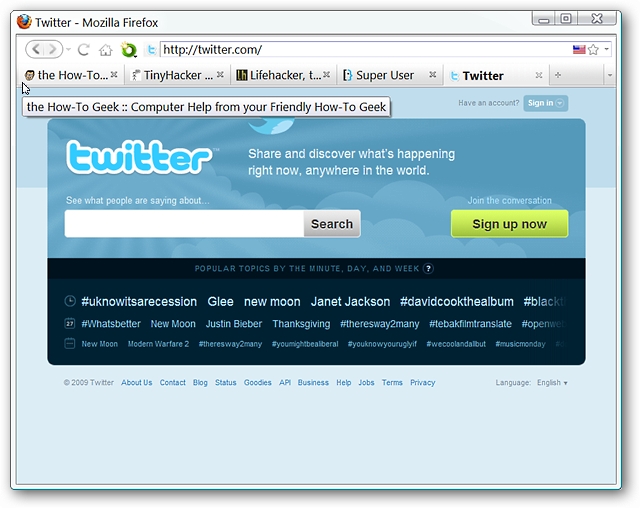 Twitter - Mozilla Firefox
http://twitter.com/
the How-To... TinyHacker ... Lifehacker, t... Super User Twitter
the How-To Geek :: Computer Help from your Friendly How-To Geek
Have an account? Sign in
twitter™
Share and discover what's happening
right now, anywhere in the world.
See what people are saying about...
Join the conversation
Search
Sign up now
POPULAR TOPICS BY THE MINUTE, DAY, AND WEEK ?
#uknowitsarecession Glee new moon Janet Jackson #davidcookthealbum #blackt
27 #Whatsbetter New Moon Justin Bieber Thanksgiving #theresway2many #tebakfilmtranslate #openwe
New Moon Modern Warfare 2 #theresway2many #youmightbealiberal #youknowyouruglyif #wecoolandallbut #musicmonday
© 2009 Twitter About Us Contact Blog Status Goodies API Business Help Jobs Terms Privacy
Language: English